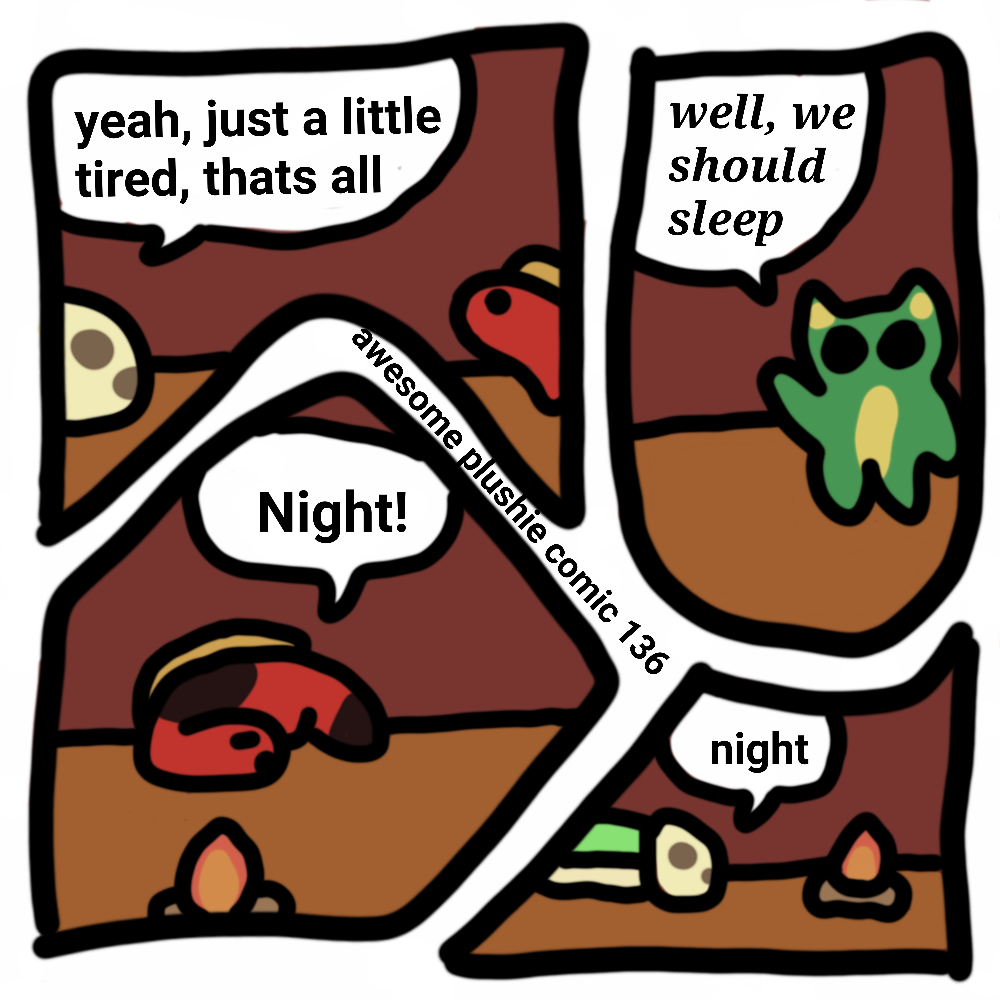 yeah, just a little
tired, thats all
well, we
should
sleep
awesome plushie comic 136
Night!
night